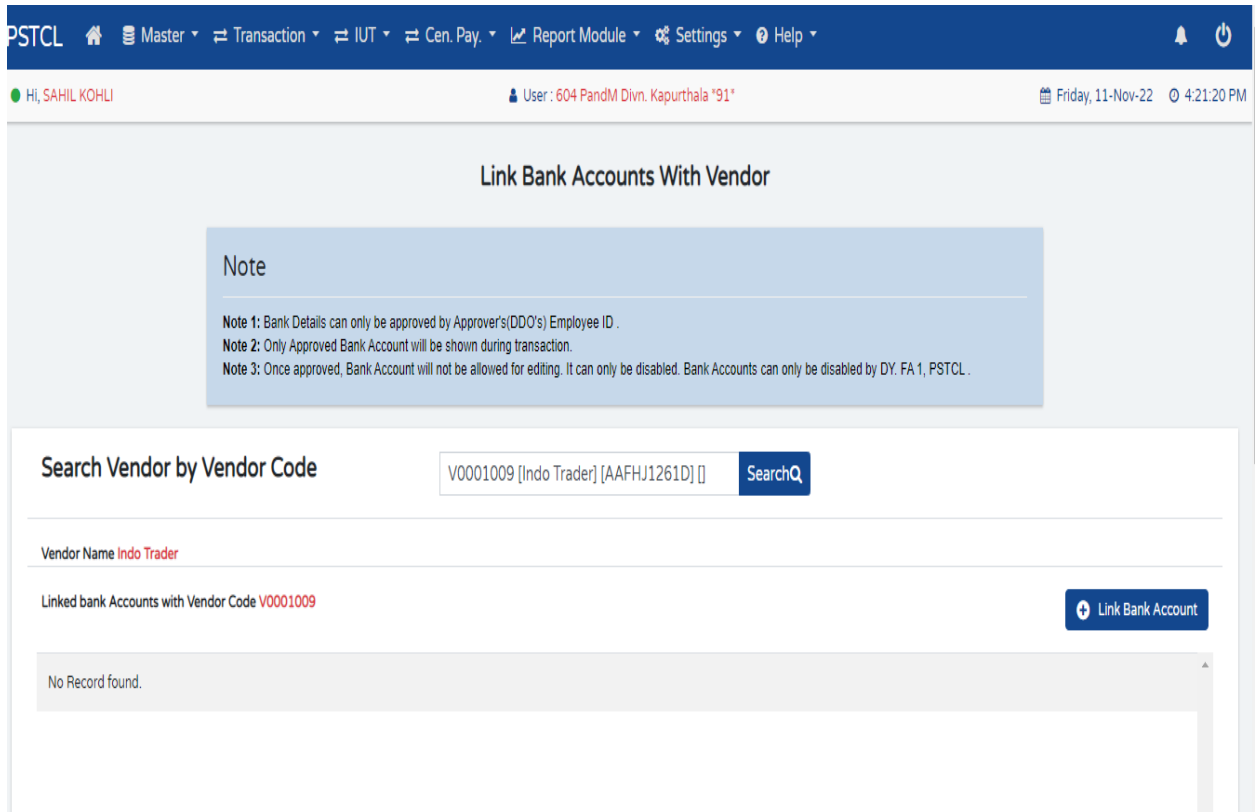 PSTCL Master Transaction IUT Cen. Pay. Report Module Settings Help
Hi, SAHIL KOHLI User : 604 PandM Divn. Kapurthala "91" Friday, 11-Nov-22 4:21:20 PM
Link Bank Accounts With Vendor
Note
Note 1: Bank Details can only be approved by Approver's(DDO's) Employee ID .
Note 2: Only Approved Bank Account will be shown during transaction.
Note 3: Once approved, Bank Account will not be allowed for editing. It can only be disabled. Bank Accounts can only be disabled by DY. FA 1, PSTCL .
Search Vendor by Vendor Code V0001009 [Indo Trader] [AAFHJ1261D] [] Search
Vendor Name Indo Trader
Linked bank Accounts with Vendor Code V0001009 Link Bank Account
No Record found.